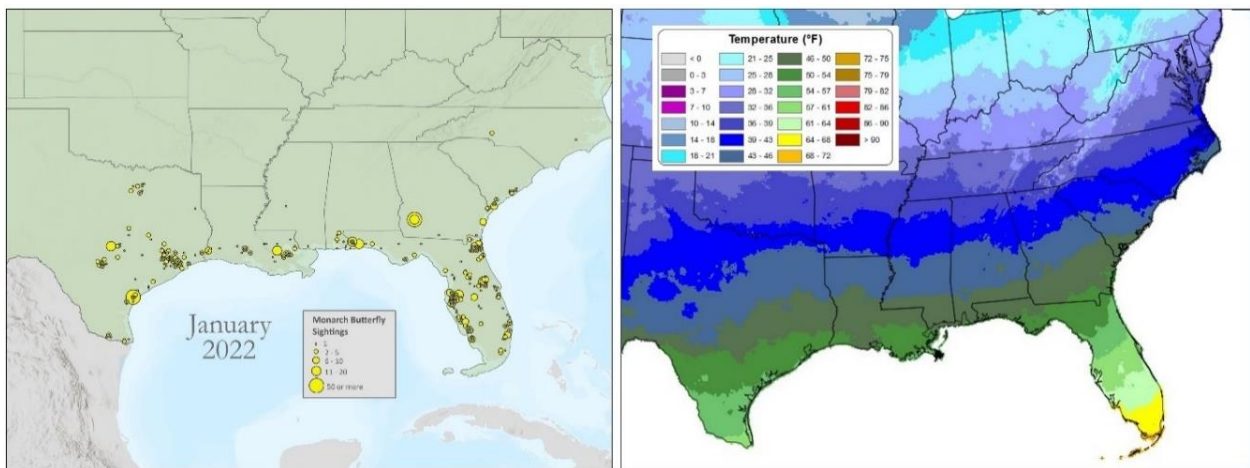 January
2022
Monarch Butterfly
Sightings
2 - 5
6 - 10
11 - 20
50 or more
Temperature (°F)
< 0
0 - 3
3 - 7
7 - 10
10 - 14
14 - 18
18 - 21
21 - 25
25 - 28
28 - 32
32 - 36
36 - 39
39 - 43
43 - 46
46 - 50
50 - 54
54 - 57
57 - 61
61 - 64
64 - 68
68 - 72
72 - 75
75 - 79
79 - 82
82 - 86
86 - 90
> 90